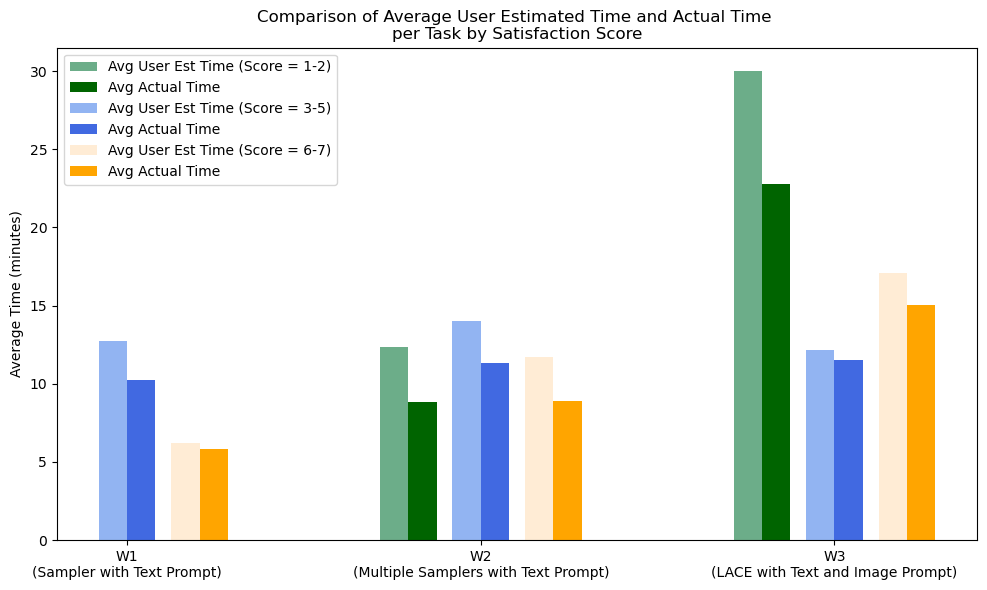 Comparison of Average User Estimated Time and Actual Time
per Task by Satisfaction Score
Avg User Est Time (Score = 1-2)
Avg Actual Time
Avg User Est Time (Score = 3-5)
Avg Actual Time
Avg User Est Time (Score = 6-7)
Avg Actual Time
Average Time (minutes)
30
25
20
15
10
5
0
W1
(Sampler with Text Prompt)
W2
(Multiple Samplers with Text Prompt)
W3
(LACE with Text and Image Prompt)